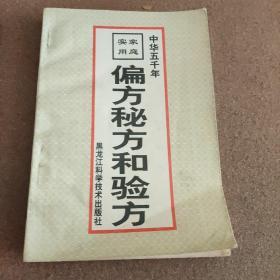 中华五千年
家庭实用
偏方秘方和验方
黑龙江科学技术出版社